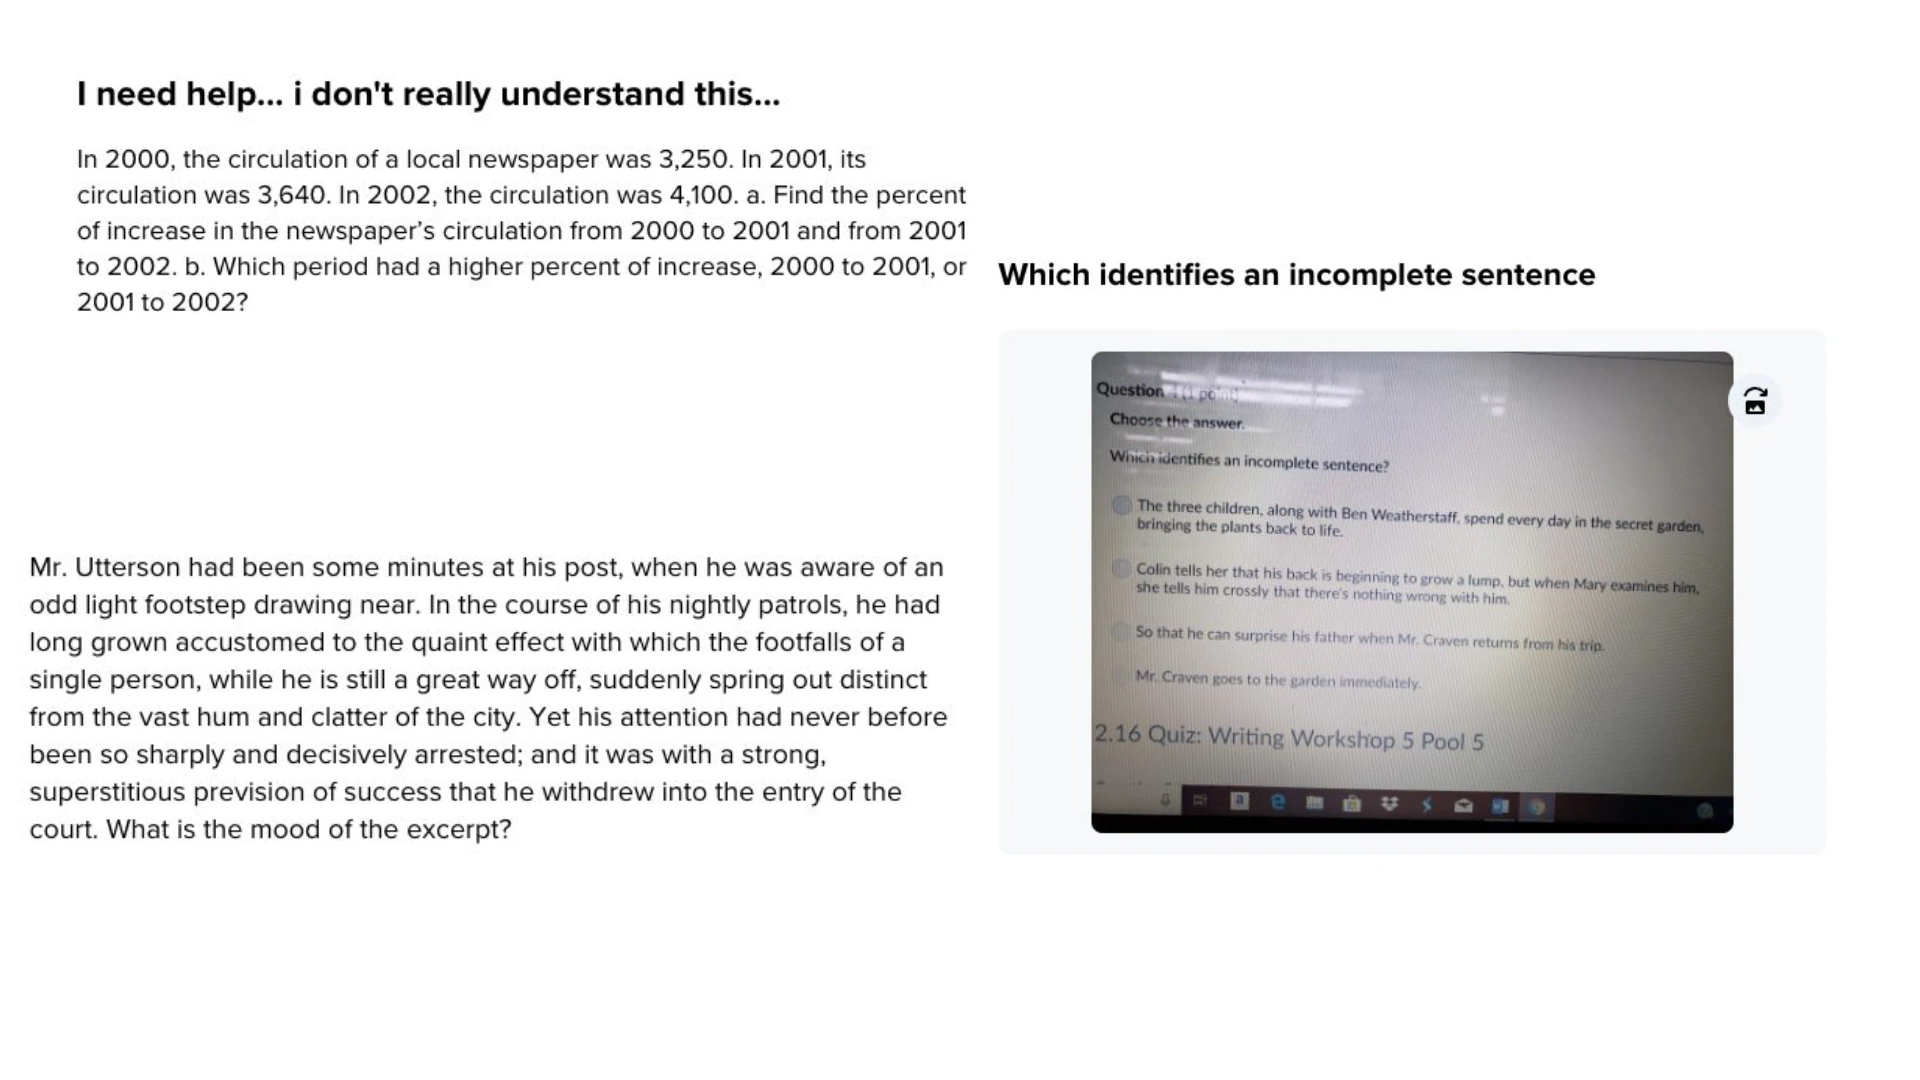 I need help... i don't really understand this...
In 2000, the circulation of a local newspaper was 3,250. In 2001, its
circulation was 3,640. In 2002, the circulation was 4,100. a. Find the percent
of increase in the newspaper’s circulation from 2000 to 2001 and from 2001
to 2002. b. Which period had a higher percent of increase, 2000 to 2001, or
2001 to 2002?
Mr. Utterson had been some minutes at his post, when he was aware of an
odd light footstep drawing near. In the course of his nightly patrols, he had
long grown accustomed to the quaint effect with which the footfalls of a
single person, while he is still a great way off, suddenly spring out distinct
from the vast hum and clatter of the city. Yet his attention had never before
been so sharply and decisively arrested; and it was with a strong,
superstitious prevision of success that he withdrew into the entry of the
court. What is the mood of the excerpt?
Which identifies an incomplete sentence
Question (1 point)
Choose the answer.
Which identifies an incomplete sentence?
The three children, along with Ben Weatherstaff, spend every day in the secret garden,
bringing the plants back to life.
Colin tells her that his back is beginning to grow a lump, but when Mary examines him,
she tells him crossly that there's nothing wrong with him.
So that he can surprise his father when Mr. Craven returns from his trip.
Mr. Craven goes to the garden immediately.
2.16 Quiz: Writing Workshop 5 Pool 5